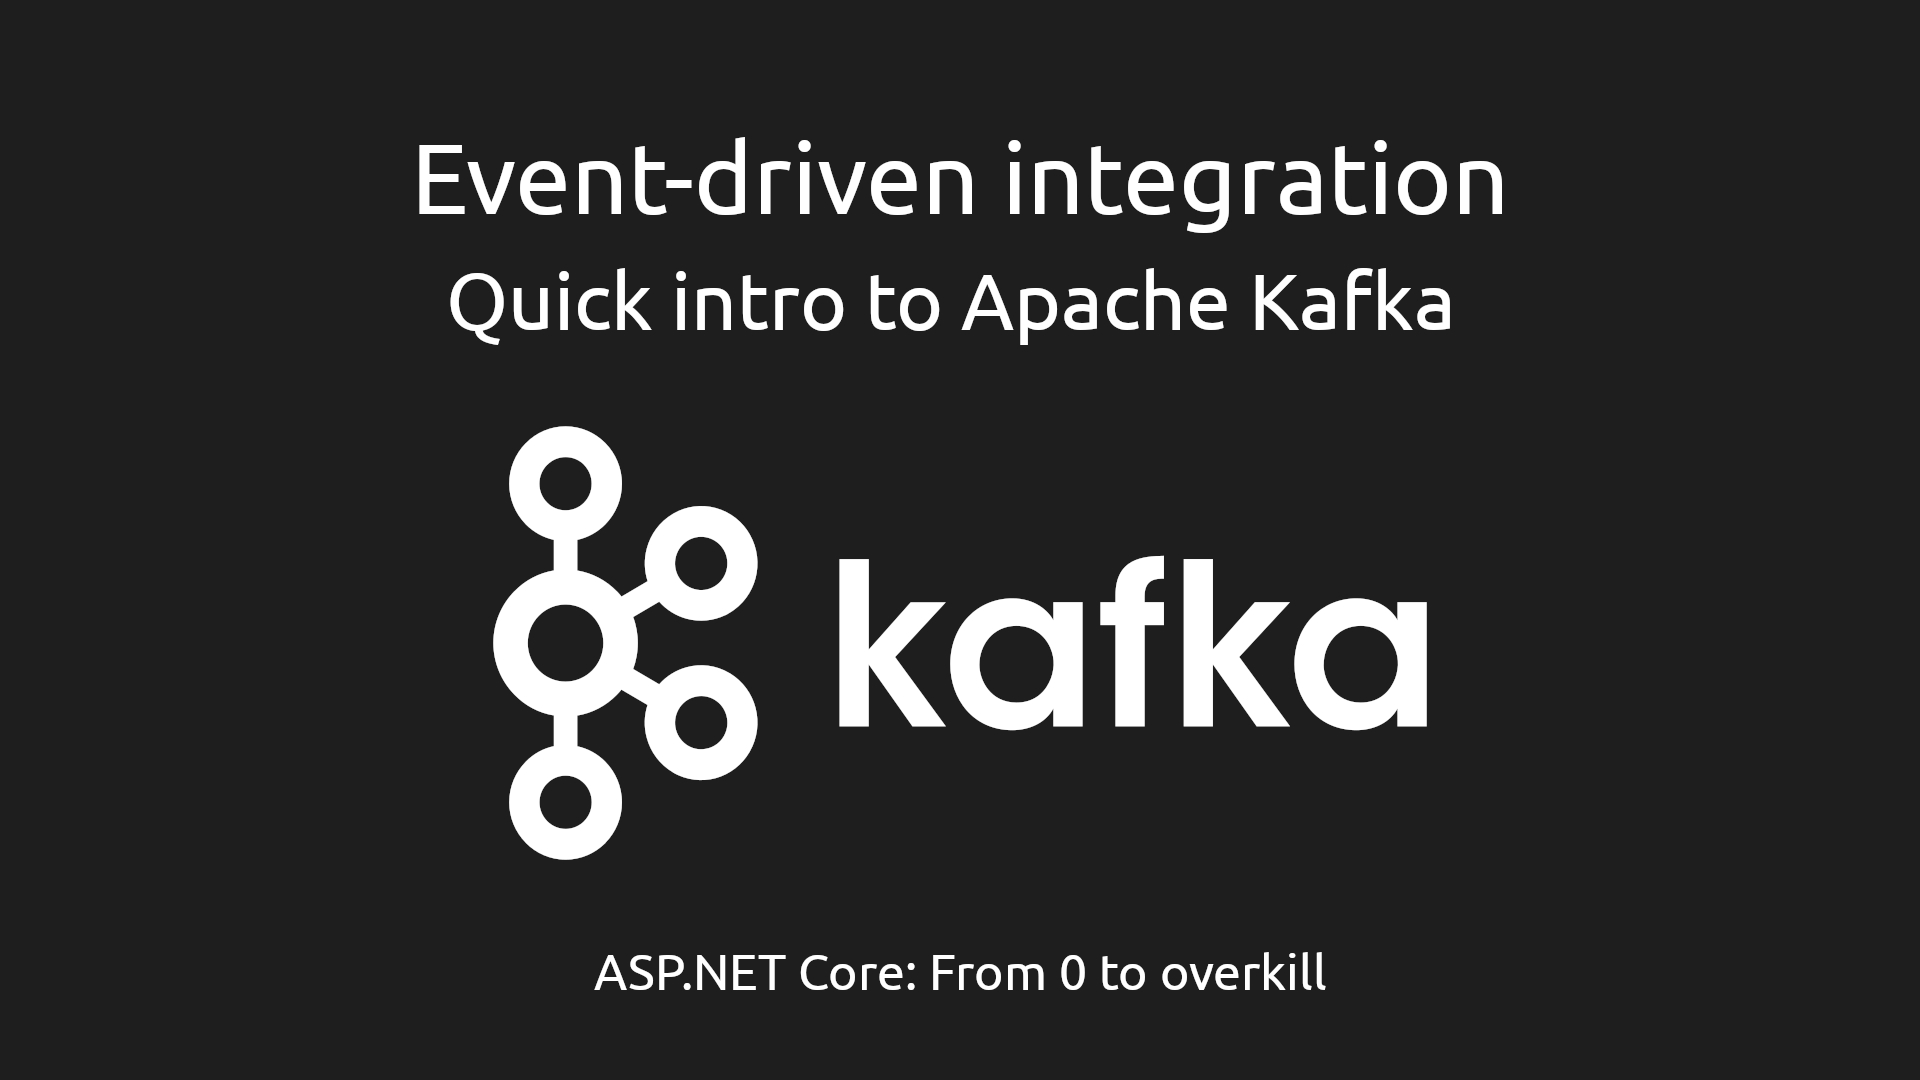 Event-driven integration
Quick intro to Apache Kafka
kafka
ASP.NET Core: From 0 to overkill